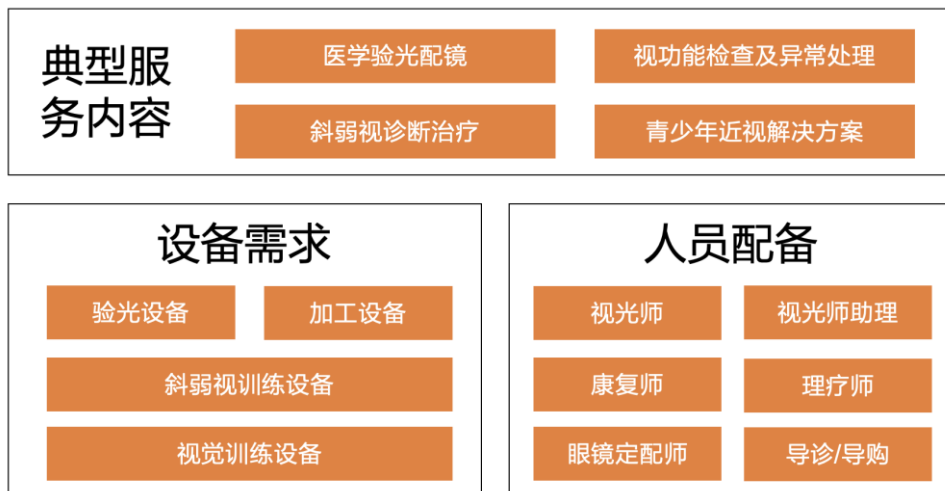 典型服
务内容
医学验光配镜
视功能检查及异常处理
斜弱视诊断治疗
青少年近视解决方案
设备需求
验光设备
加工设备
斜弱视训练设备
视觉训练设备
人员配备
视光师
视光师助理
康复师
理疗师
眼镜定配师
导诊/导购